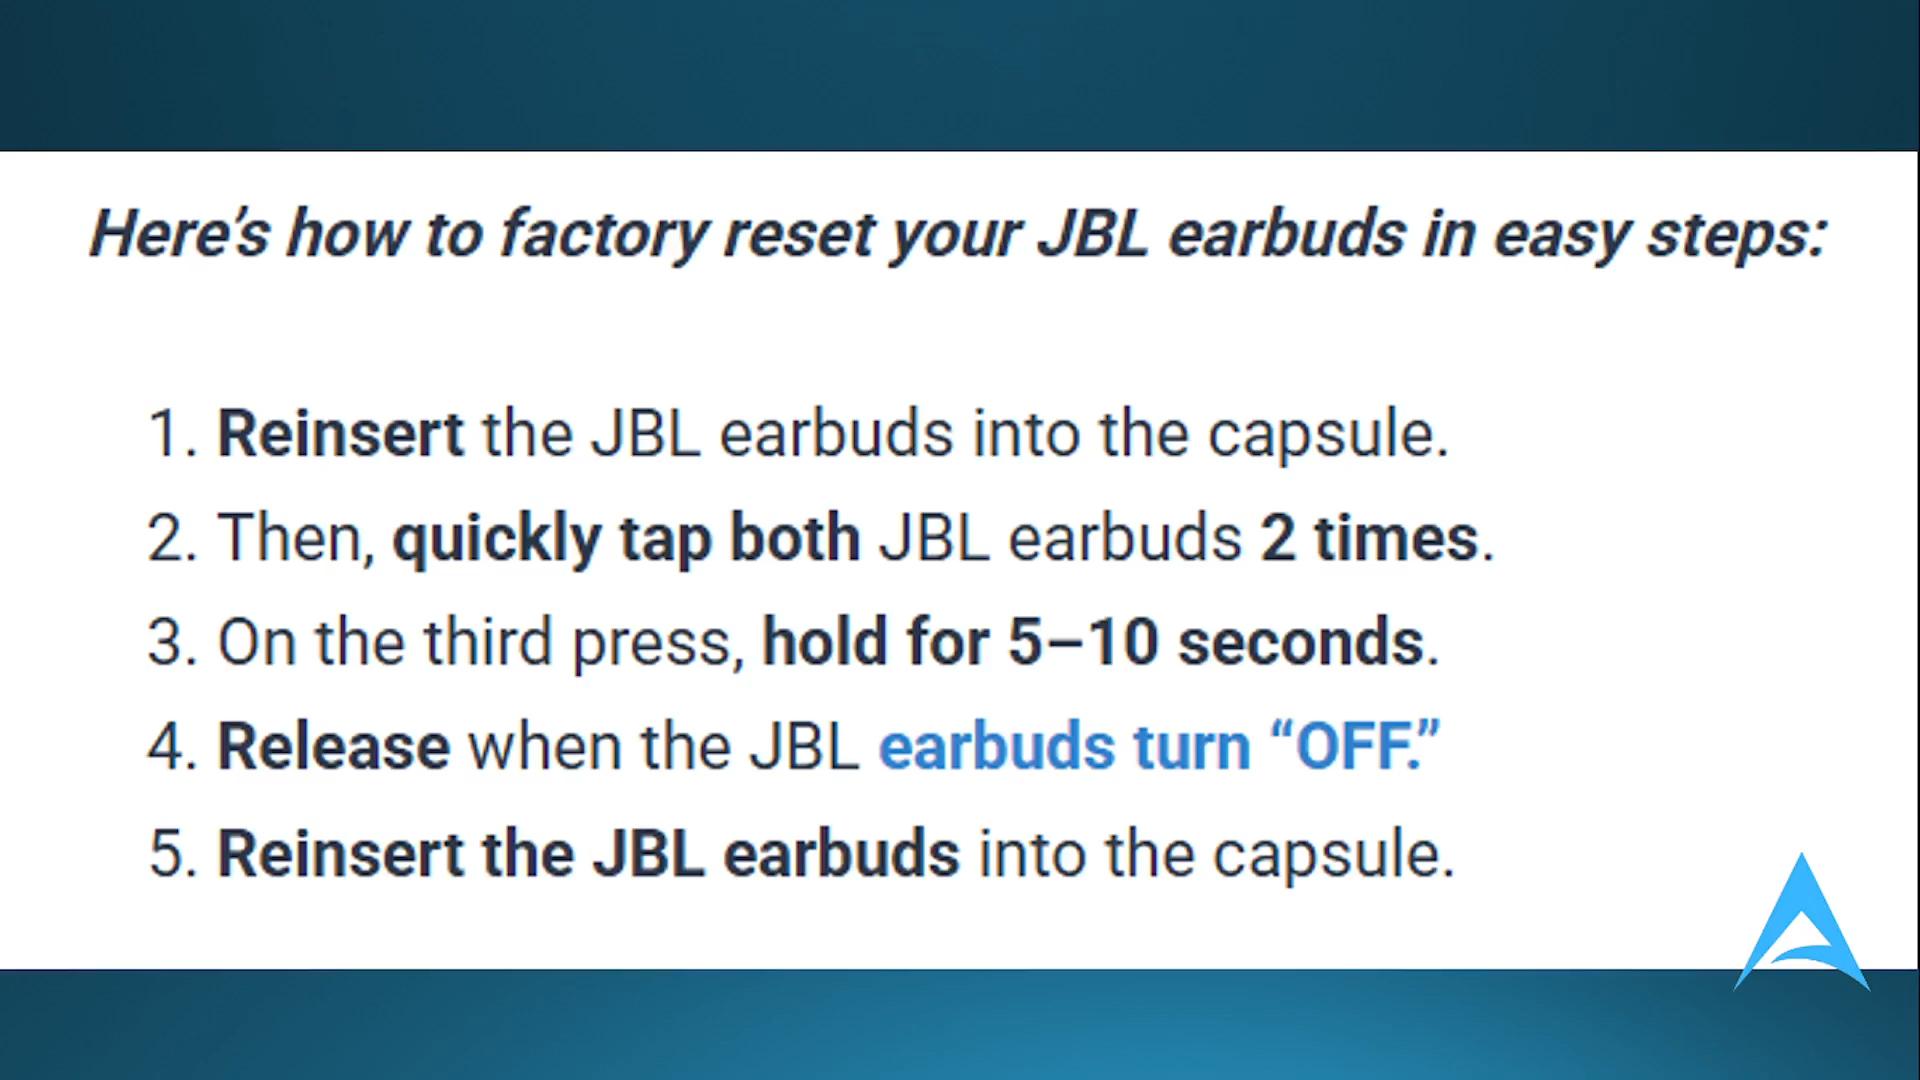 Here’s how to factory reset your JBL earbuds in easy steps:
1. Reinsert the JBL earbuds into the capsule.
2. Then, quickly tap both JBL earbuds 2 times.
3. On the third press, hold for 5–10 seconds.
4. Release when the JBL earbuds turn “OFF.”
5. Reinsert the JBL earbuds into the capsule.